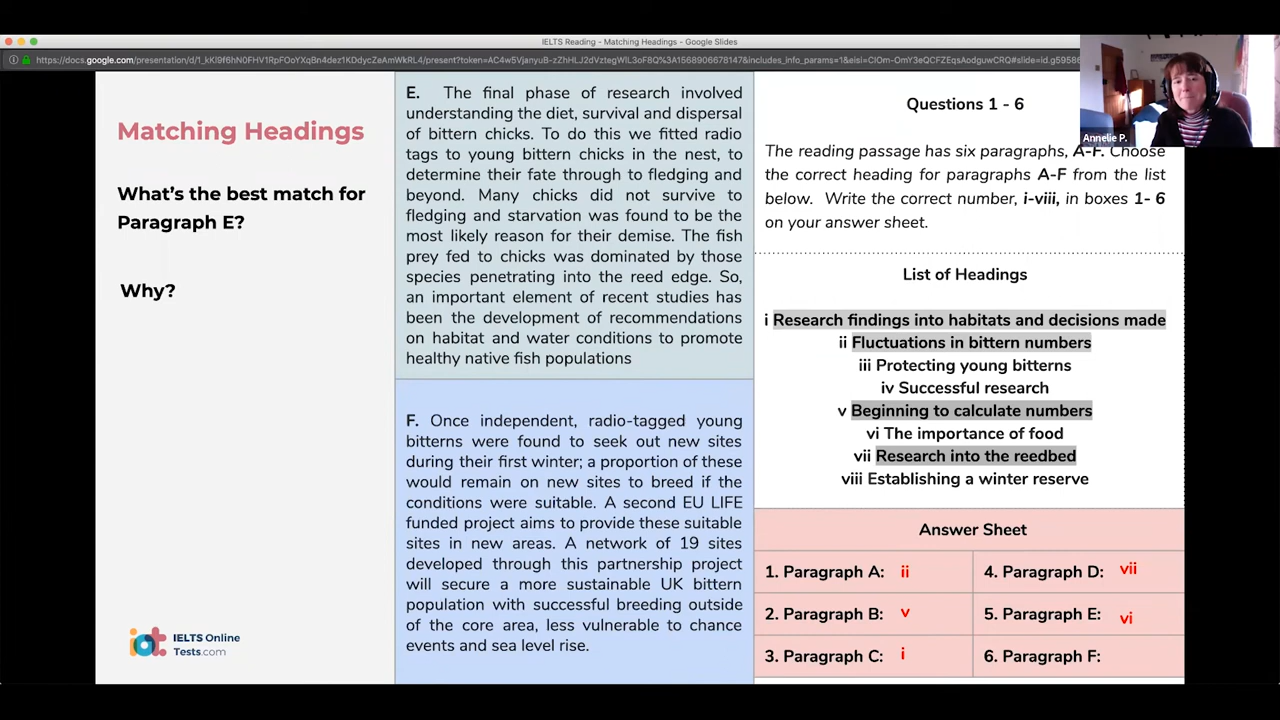 IELTS Reading - Matching Headings - Google Slides
Matching Headings
What's the best match for
Paragraph E?
Why?
IELTS Online
Tests.com
E. The final phase of research involved
understanding the diet, survival and dispersal
of bittern chicks. To do this we fitted radio
tags to young bittern chicks in the nest, to
determine their fate through to fledging and
beyond. Many chicks did not survive to
fledging and starvation was found to be the
most likely reason for their demise. The fish
prey fed to chicks was dominated by those
species penetrating into the reed edge. So,
an important element of recent studies has
been the development of recommendations
on habitat and water conditions to promote
healthy native fish populations
F. Once independent, radio-tagged young
bitterns were found to seek out new sites
during their first winter; a proportion of these
would remain on new sites to breed if the
conditions were suitable. A second EU LIFE
funded project aims to provide these suitable
sites in new areas. A network of 19 sites
developed through this partnership project
will secure a more sustainable UK bittern
population with successful breeding outside
of the core area, less vulnerable to chance
events and sea level rise.
Annelie P.
Questions 1 - 6
The reading passage has six paragraphs, A-F. Choose
the correct heading for paragraphs A-F from the list
below. Write the correct number, i-viii, in boxes 1- 6
on your answer sheet.
List of Headings
i Research findings into habitats and decisions made
ii Fluctuations in bittern numbers
iii Protecting young bitterns
iv Successful research
v Beginning to calculate numbers
vi The importance of food
vii Research into the reedbed
viii Establishing a winter reserve
Answer Sheet
1. Paragraph A: ii
4. Paragraph D: vii
2. Paragraph B: v
5. Paragraph E: vi
3. Paragraph C: i
6. Paragraph F: